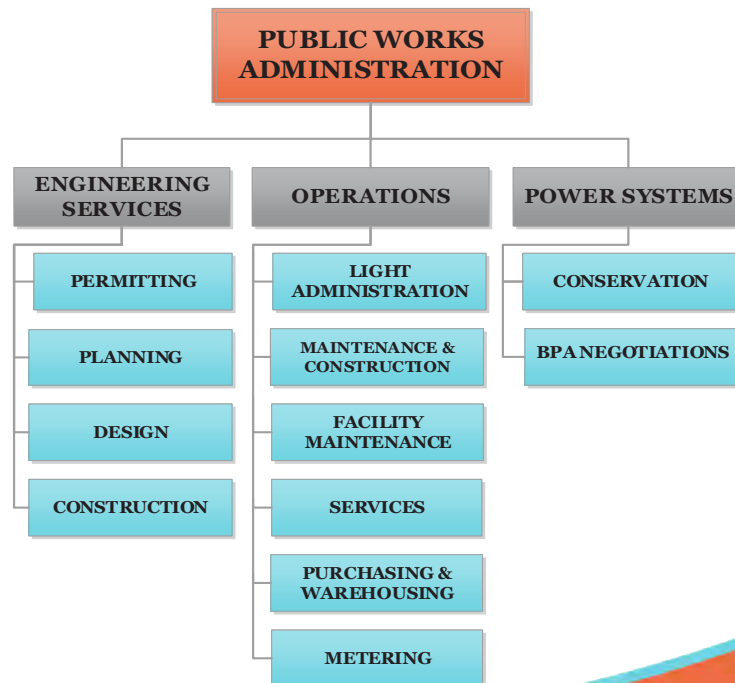 PUBLIC WORKS
ADMINISTRATION
ENGINEERING
SERVICES
PERMITTING
PLANNING
DESIGN
CONSTRUCTION
OPERATIONS
LIGHT
ADMINISTRATION
MAINTENANCE &
CONSTRUCTION
FACILITY
MAINTENANCE
SERVICES
PURCHASING &
WAREHOUSING
METERING
POWER SYSTEMS
CONSERVATION
BPA NEGOTIATIONS